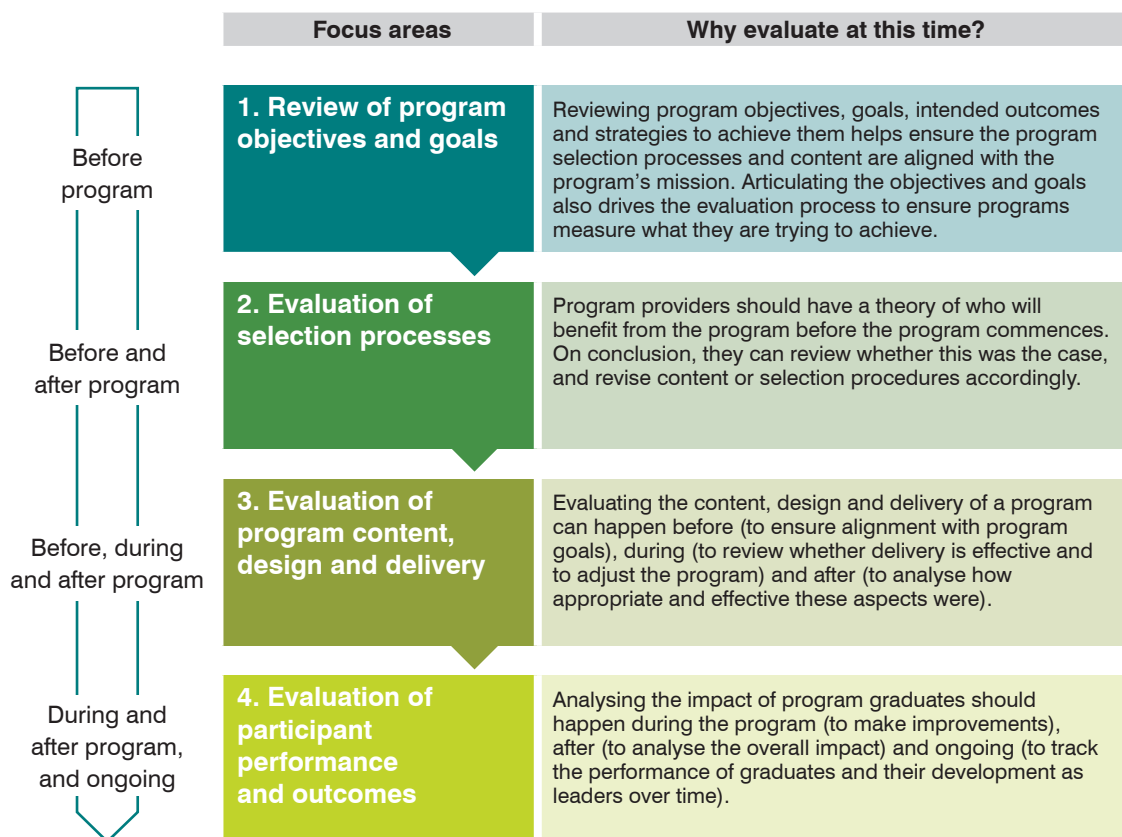 Focus areas
Why evaluate at this time?
Before
program
1. Review of program
objectives and goals
Reviewing program objectives, goals, intended outcomes
and strategies to achieve them helps ensure the program
selection processes and content are aligned with the
program's mission. Articulating the objectives and goals
also drives the evaluation process to ensure programs
measure what they are trying to achieve.
Before and
after program
2. Evaluation of
selection processes
Program providers should have a theory of who will
benefit from the program before the program commences.
On conclusion, they can review whether this was the case,
and revise content or selection procedures accordingly.
Before, during
and after program
3. Evaluation of
program content,
design and delivery
Evaluating the content, design and delivery of a program
can happen before (to ensure alignment with program
goals), during (to review whether delivery is effective and
to adjust the program) and after (to analyse how
appropriate and effective these aspects were).
During and
after program,
and ongoing
4. Evaluation of
participant
performance
and outcomes
Analysing the impact of program graduates should
happen during the program (to make improvements),
after (to analyse the overall impact) and ongoing (to track
the performance of graduates and their development as
leaders over time).